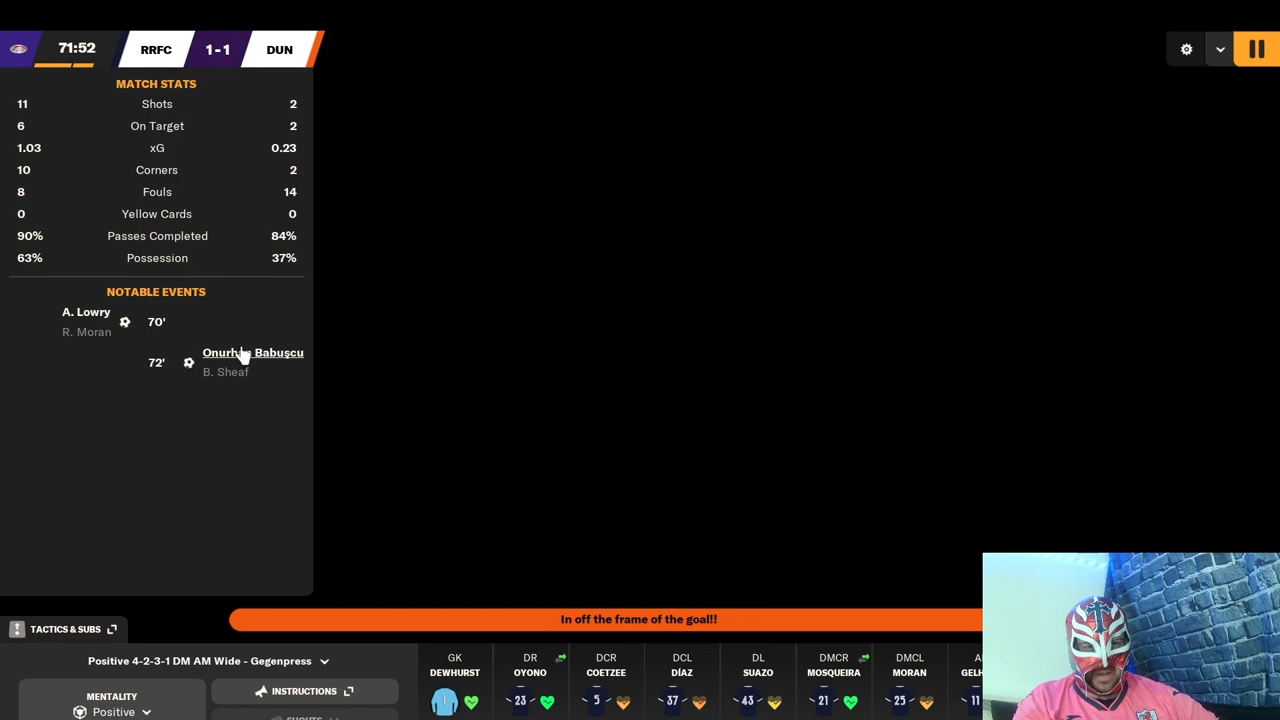 71:52
RRFC
1-1
DUN
MATCH STATS
11 Shots 2
6 On Target 2
1.03 xG 0.23
10 Corners 2
8 Fouls 14
0 Yellow Cards 0
90% Passes Completed 84%
63% Possession 37%
NOTABLE EVENTS
A. Lowry
R. Moran
70'
72'
Onurhan Babuşcu
B. Sheaf
In off the frame of the goal!!
TACTICS & SUBS
Positive 4-2-3-1 DM AM Wide - Gegenpress
MENTALITY
Positive
INSTRUCTIONS
SHOUTS
GK DR DCR DCL DL DMCR DMCL
DEWHURST OYONO COETZEE DÍAZ SUAZO MOSQUEIRA MORAN
1 23 5 37 43 21 25 11